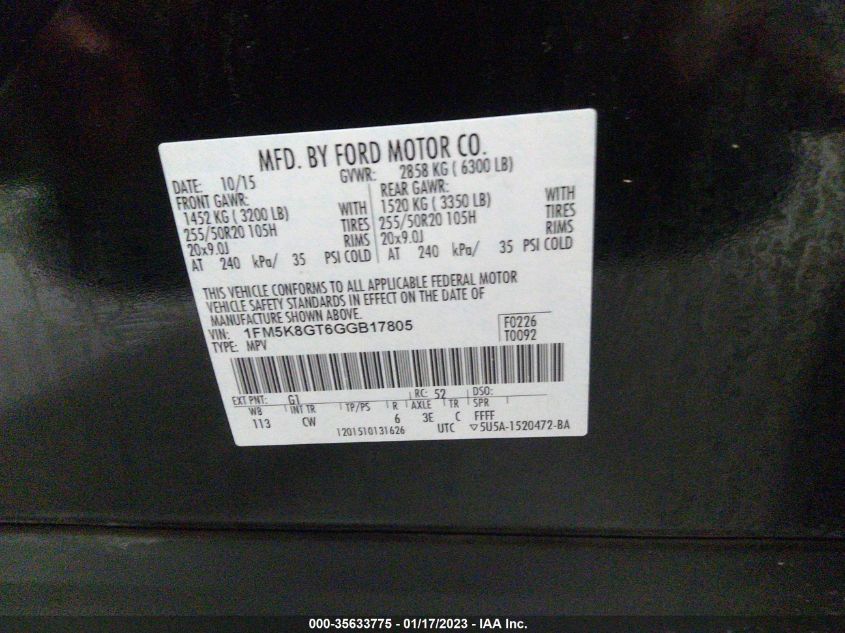 MFD. BY FORD MOTOR CO.
DATE: 10/15 GVWR: 2858 KG ( 6300 LB)
FRONT GAWR: REAR GAWR:
1452 KG ( 3200 LB) WITH 1520 KG ( 3350 LB) WITH
255/50R20 105H TIRES 255/50R20 105H TIRES
20x9.0J RIMS 20x9.0J RIMS
AT 240 kPa/ 35 PSI COLD AT 240 kPa/ 35 PSI COLD
THIS VEHICLE CONFORMS TO ALL APPLICABLE FEDERAL MOTOR
VEHICLE SAFETY STANDARDS IN EFFECT ON THE DATE OF
MANUFACTURE SHOWN ABOVE.
VIN: 1FM5K8GT6GGB17805 F0226
TYPE: MPV T0092
EXT PNT: G1 RC: 52 DSO:
WB INT TR TP/PS R AXLE TR SPR
113 CW 6 3E C FFFF
1201510131626 UTC ▽5U5A-1520472-BA
000-35633775 - 01/17/2023 - IAA Inc.